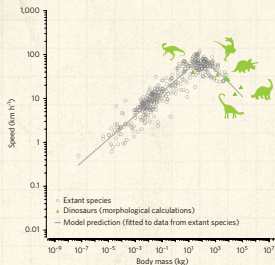 1,000
100
10
1
0.1
0.01
Speed (km h⁻¹)
Extant species
Dinosaurs (morphological calculations)
Model prediction (fitted to data from extant species)
10⁻⁹ 10⁻⁷ 10⁻⁵ 10⁻³ 10⁻¹ 10¹ 10³ 10⁵ 10⁷
Body mass (kg)